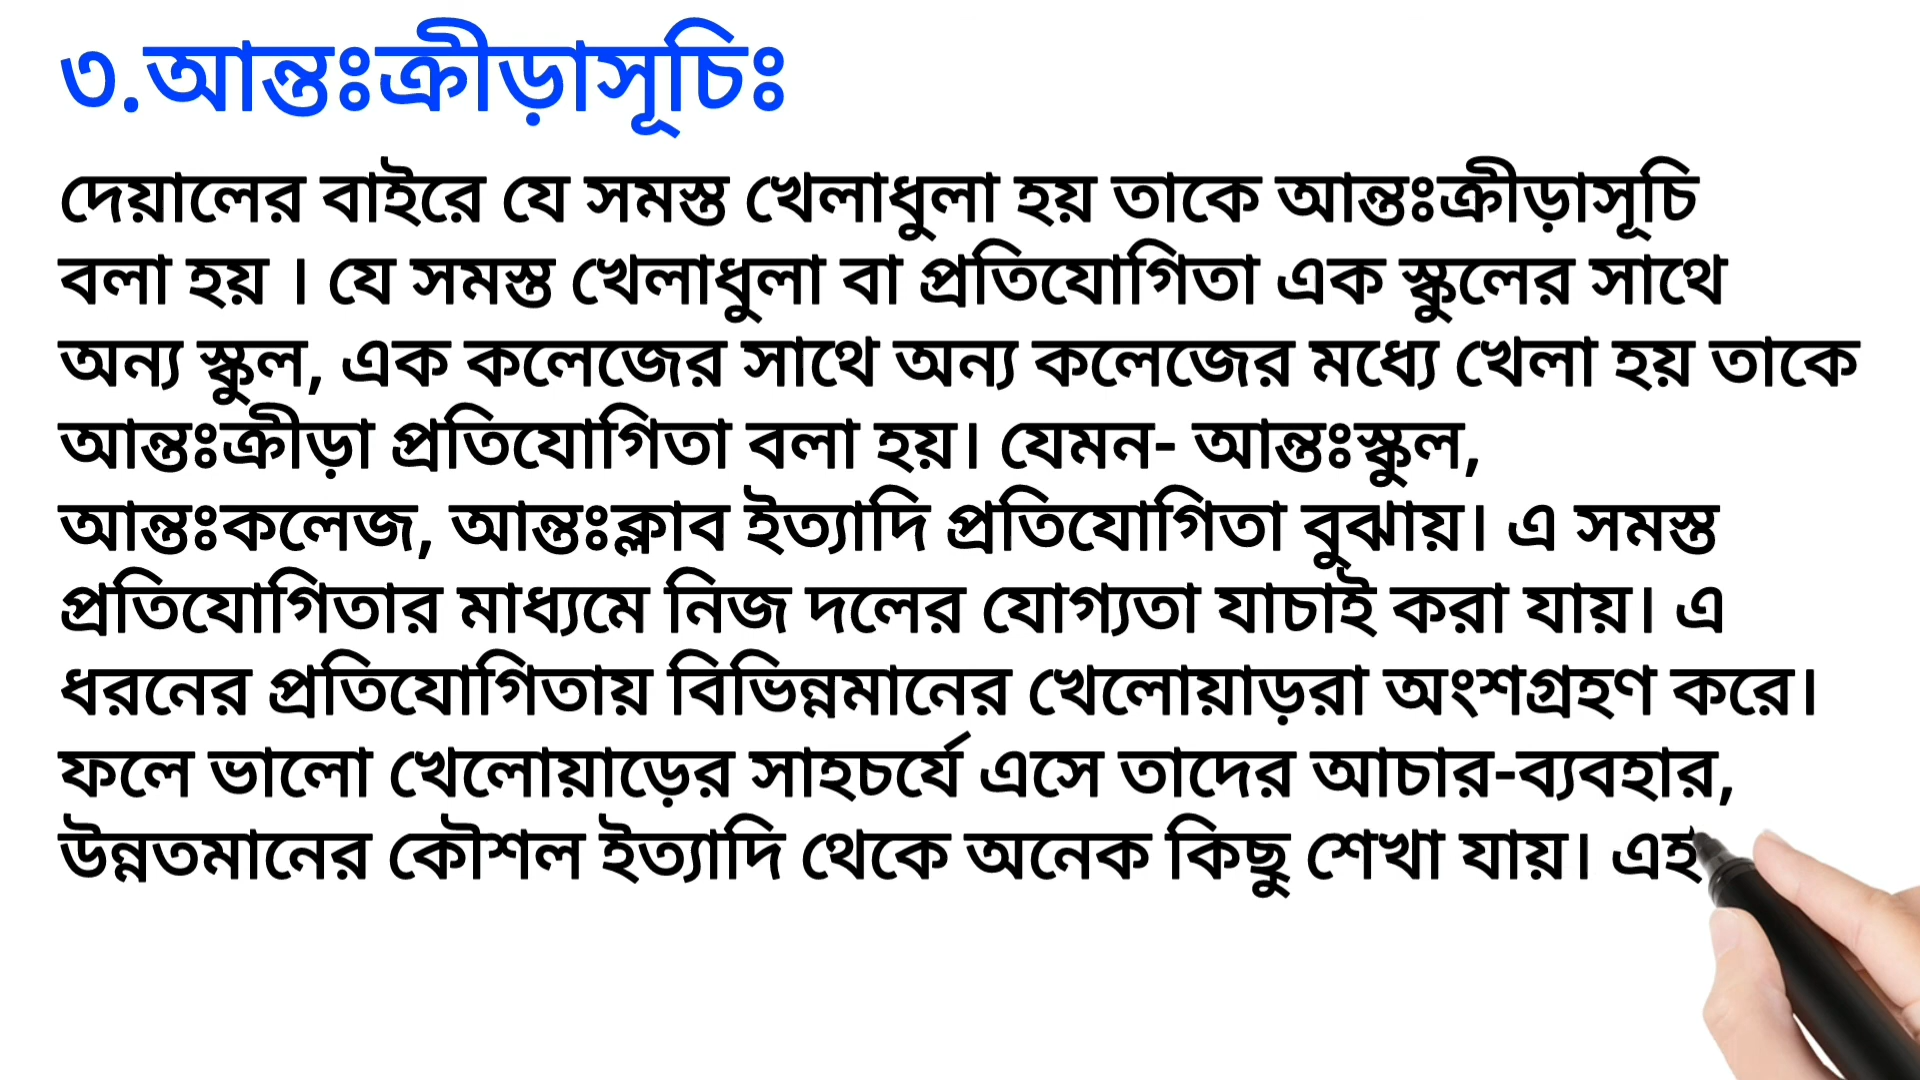 ৩.আন্তঃক্রীড়াসূচিঃ
দেয়ালের বাইরে যে সমস্ত খেলাধুলা হয় তাকে আন্তঃক্রীড়াসূচি
বলা হয় । যে সমস্ত খেলাধুলা বা প্রতিযোগিতা এক স্কুলের সাথে
অন্য স্কুল, এক কলেজের সাথে অন্য কলেজের মধ্যে খেলা হয় তাকে
আন্তঃক্রীড়া প্রতিযোগিতা বলা হয়। যেমন- আন্তঃস্কুল,
আন্তঃকলেজ, আন্তঃক্লাব ইত্যাদি প্রতিযোগিতা বুঝায়। এ সমস্ত
প্রতিযোগিতার মাধ্যমে নিজ দলের যোগ্যতা যাচাই করা যায়। এ
ধরনের প্রতিযোগিতায় বিভিন্নমানের খেলোয়াড়রা অংশগ্রহণ করে।
ফলে ভালো খেলোয়াড়ের সাহচর্যে এসে তাদের আচার-ব্যবহার,
উন্নতমানের কৌশল ইত্যাদি থেকে অনেক কিছু শেখা যায়।